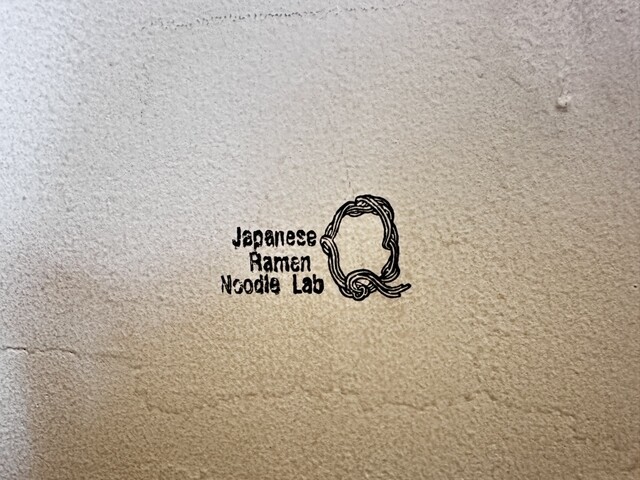 Japanese
Ramen
Noodle Lab
Q